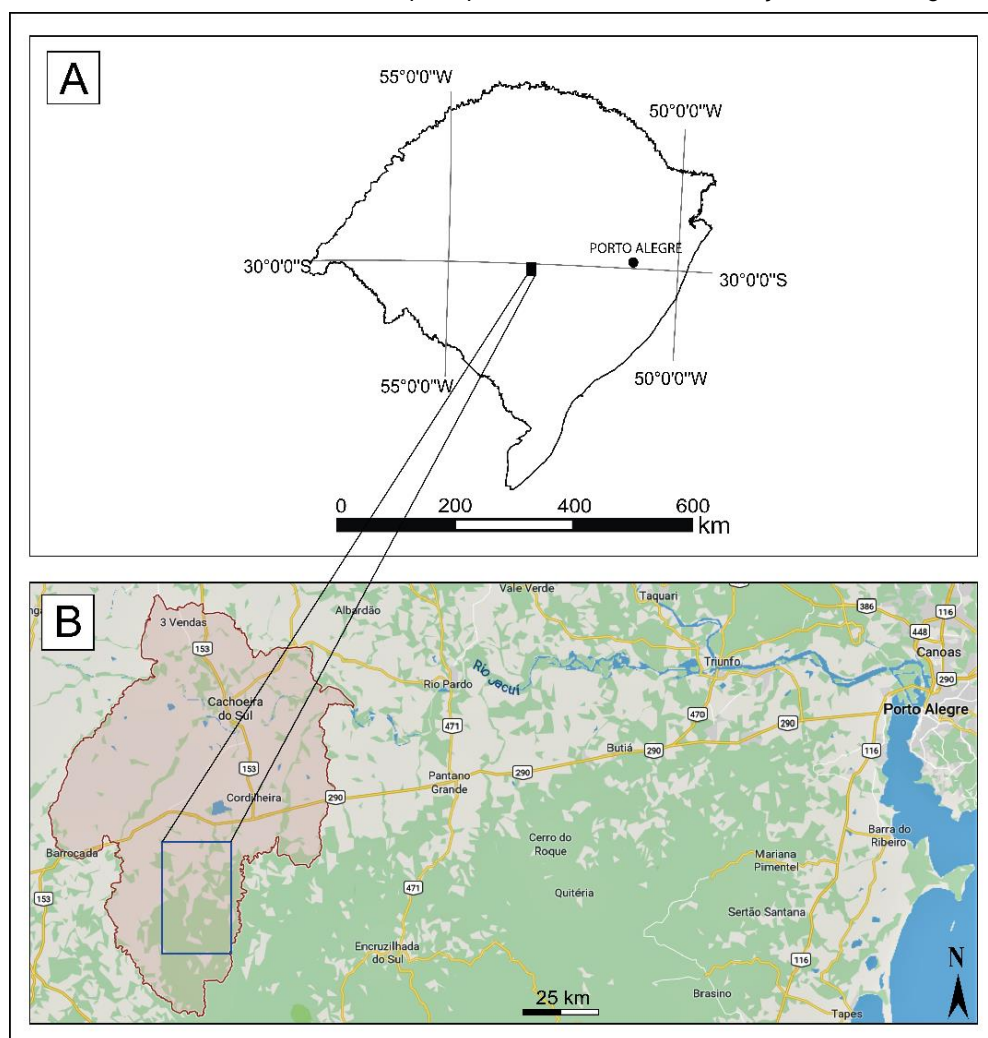 A
55°0'0"W
50°0'0"W
PORTO ALEGRE
30°0'0"S
30°0'0"S
55°0'0"W
50°0'0"W
0 200 400 600
km
B
Vale Verde
Taquari
386
116
3 Vendas
Albardão
448
153
Canoas
Triunfo
Rio Jacuí
290
Rio Pardo
Cachoeira
do Sul
Porto Alegre
471
470
290
116
Butiá
290
153
Pantano
Grande
290
Cordilheira
290
Barra do
Ribeiro
Cerro do
Roque
Barrocada
Mariana
Pimentel
471
Quitéria
153
Sertão Santana
Encruzilhada
do Sul
116
N
25 km
Brasino
Tapes